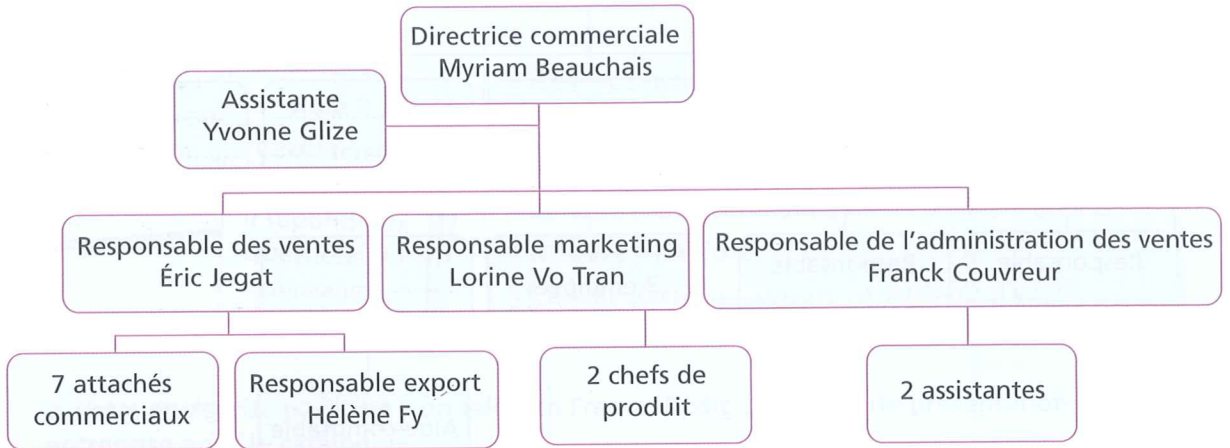 Directrice commerciale
Myriam Beauchais
Assistante
Yvonne Glize
Responsable des ventes
Éric Jegat
Responsable marketing
Lorine Vo Tran
Responsable de l'administration des ventes
Franck Couvreur
7 attachés
commerciaux
Responsable export
Hélène Fy
2 chefs de
produit
2 assistantes